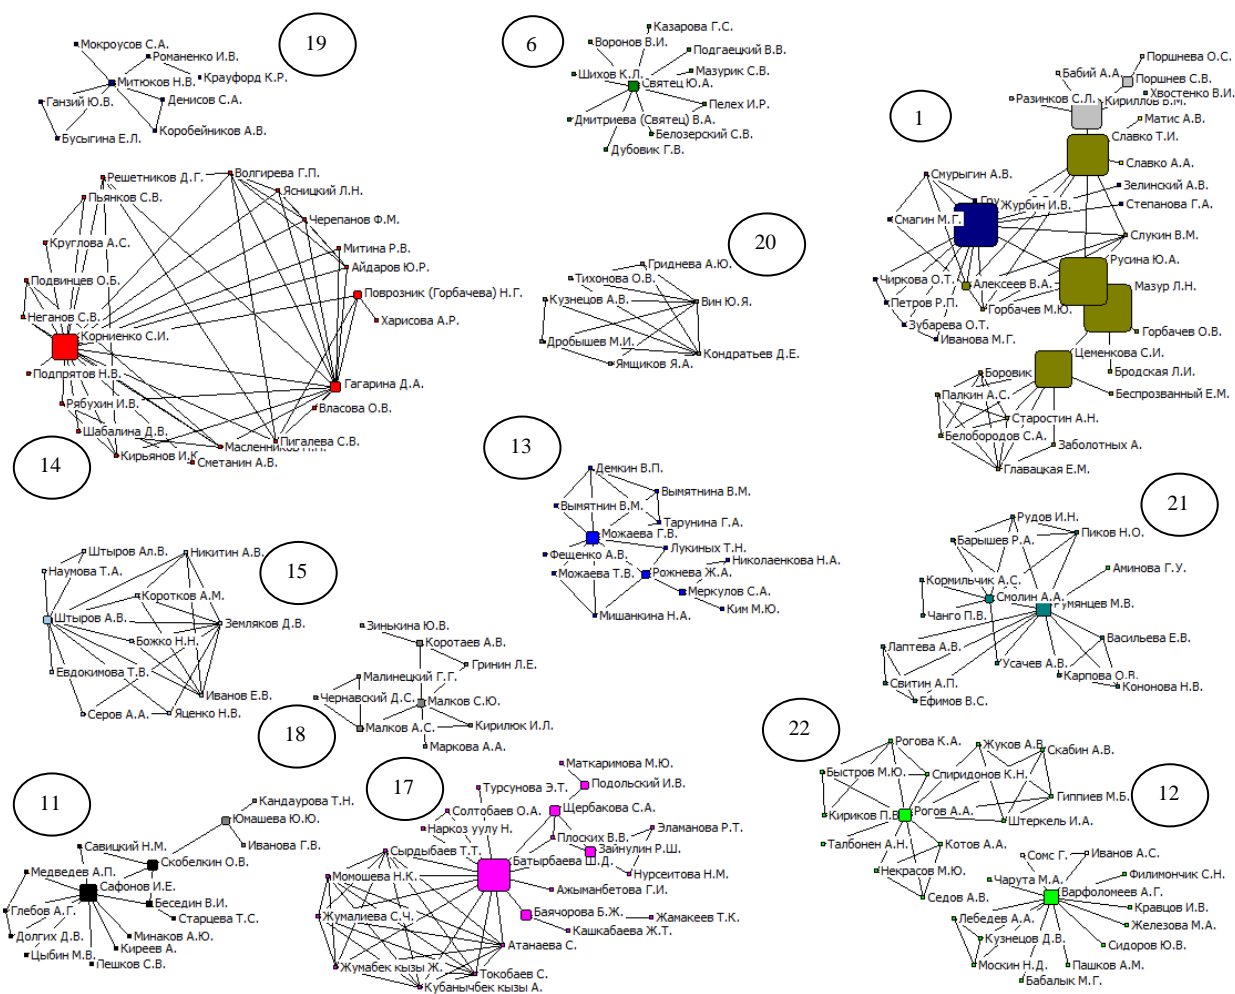 19
Мокроусов С.А.
Романенко И.В.
Митюков Н.В.
Крауфорд К.Р.
Ганзий Ю.В.
Денисов С.А.
Бусыгина Е.Л.
Коробейников А.В.
6
Казарова Г.С.
Воронов В.И.
Подгаецкий В.В.
Шихов К.Л.
Мазурик С.В.
Святец Ю.А.
Пелех И.Р.
Дмитриева (Святец) В.А.
Белозерский С.В.
Дубовик Г.В.
1
Поршнева О.С.
Бабий А.А.
Поршнев С.В.
Хвостенко В.И.
Разинков С.Л.
Кириллов В.М.
Матис А.В.
Славко Т.И.
Славко А.А.
Смурыгин А.В.
Зелинский А.В.
Журбин И.В.
Степанова Г.А.
Смагин М.Г.
Слукин В.М.
Русина Ю.А.
Чиркова О.Т.
Алексеев В.А.
Мазур Л.Н.
Петров Р.П.
Горбачев М.Ю.
Зубарева О.Т.
Иванова М.Г.
Горбачев О.В.
Цеменкова С.И.
Боровик
Бродская Л.И.
Палкин А.С.
Беспрозванный Е.М.
Старостин А.Н.
Белобородов С.А.
Заболотных А.
Главацкая Е.М.
14
Решетников Д.Г.
Волгирева Г.П.
Пьянков С.В.
Ясницкий Л.Н.
Черепанов Ф.М.
Круглова А.С.
Митина Р.В.
Айдаров Ю.Р.
Подвинцев О.Б.
Поврозник (Горбачева) Н.Г.
Неганов С.В.
Харисова А.Р.
Корниенко С.И.
Подпрятов Н.В.
Гагарина Д.А.
Рябухин И.В.
Власова О.В.
Шабалина Д.В.
Пигалева С.В.
Масленников
Кирьянов И.К.
Сметанин А.В.
20
Гриднева А.Ю.
Тихонова О.В.
Кузнецов А.В.
Вин Ю.Я.
Дробышев М.И.
Кондратьев Д.Е.
Ямщиков Я.А.
13
Демкин В.П.
Вымятнина В.М.
Вымятнин В.М.
Тарунина Г.А.
Можаева Г.В.
Лукиных Т.Н.
Фещенко А.В.
Николаенкова Н.А.
Можаева Т.В.
Рожнева Ж.А.
Меркулов С.А.
Мишанкина Н.А.
Ким М.Ю.
21
Рудов И.Н.
Пиков Н.О.
Барышев Р.А.
Аминова Г.У.
Кормильчик А.С.
Смолин А.А.
Румянцев М.В.
Чанго П.В.
Васильева Е.В.
Лаптева А.В.
Усачев А.В.
Карпова О.В.
Свитин А.П.
Кононова Н.В.
Ефимов В.С.
15
Штыров Ал.В.
Никитин А.В.
Наумова Т.А.
Коротков А.М.
Штыров А.В.
Земляков Д.В.
Божко Н.Н.
Евдокимова Т.В.
Иванов Е.В.
Серов А.А.
Яценко Н.В.
18
Зинькина Ю.В.
Коротаев А.В.
Гринин Л.Е.
Малинецкий Г.Г.
Чернавский Д.С.
Малков С.Ю.
Малков А.С.
Кирилюк И.Л.
Маркова А.А.
11
Кандаурова Т.Н.
Юмашева Ю.Ю.
Иванова Г.В.
Савицкий Н.М.
Скобелкин О.В.
Медведев А.П.
Сафонов И.Е.
Беседин В.И.
Глебов А.Г.
Старцева Т.С.
Долгих Д.В.
Минаков А.Ю.
Цыбин М.В.
Киреев А.
Пешков С.В.
17
Маткаримова М.Ю.
Турсунова Э.Т.
Подольский И.В.
Солтобаев О.А.
Щербакова С.А.
Наркоз уулу Н.
Плоских В.В.
Эламанова Р.Т.
Сырдыбаев Т.Т.
Зайнулин Р.Ш.
Батырбаева Ш.Д.
Момошева Н.К.
Нурсеитова Н.М.
Ажыманбетова Г.И.
Жумалиева С.Ч.
Баячорова Б.Ж.
Жамакеев Т.К.
Кашкабаева Ж.Т.
Атанаева С.
Жумабек кызы Ж.
Токобаев С.
Кубанычбек кызы А.
22
Рогова К.А.
Жуков А.В.
Скабин А.В.
Быстров М.Ю.
Спиридонов К.Н.
Гиппиев М.Б.
Кириков П.В.
Рогов А.А.
Штеркель И.А.
Талбонен А.Н.
Котов А.А.
Некрасов М.Ю.
Седов А.В.
12
Сомс Г.
Иванов А.С.
Чарута М.А.
Филимончик С.Н.
Варфоломеев А.Г.
Кравцов И.В.
Лебедев А.А.
Железова М.А.
Кузнецов Д.В.
Сидоров Ю.В.
Москин Н.Д.
Пашков А.М.
Бабалык М.Г.